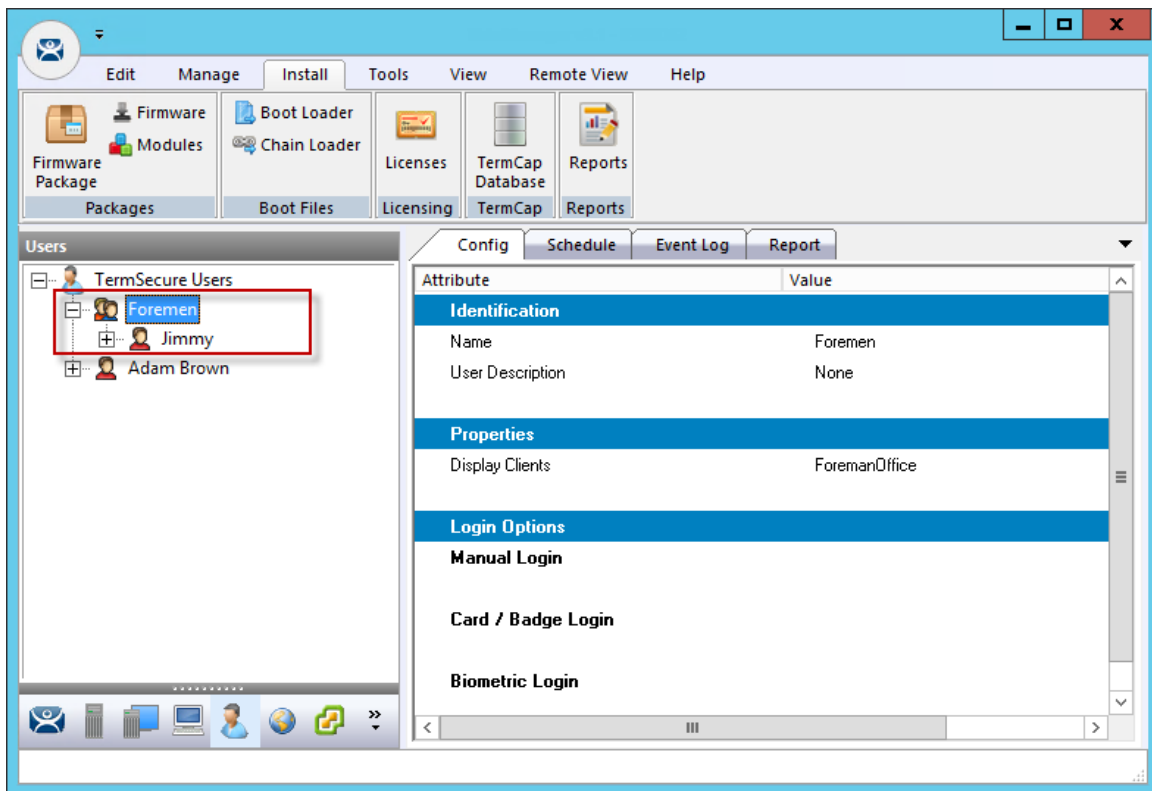 Edit Manage Install Tools View Remote View Help
Firmware Boot Loader
Modules Chain Loader
Firmware Package Licenses TermCap Database Reports
Packages Boot Files Licensing TermCap Reports
Users
Config Schedule Event Log Report
TermSecure Users
Foremen
Jimmy
Adam Brown
Attribute Value
Identification
Name Foremen
User Description None
Properties
Display Clients ForemanOffice
Login Options
Manual Login
Card / Badge Login
Biometric Login